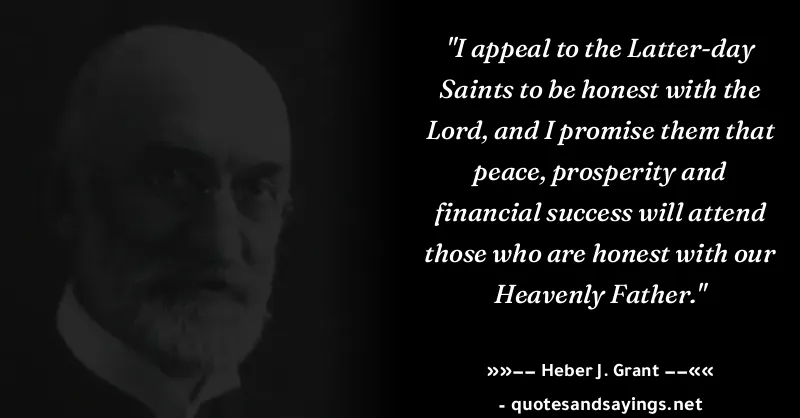 "I appeal to the Latter-day
Saints to be honest with the
Lord, and I promise them that
peace, prosperity and
financial success will attend
those who are honest with our
Heavenly Father."
»»−− Heber J. Grant −−««
- quotesandsayings.net